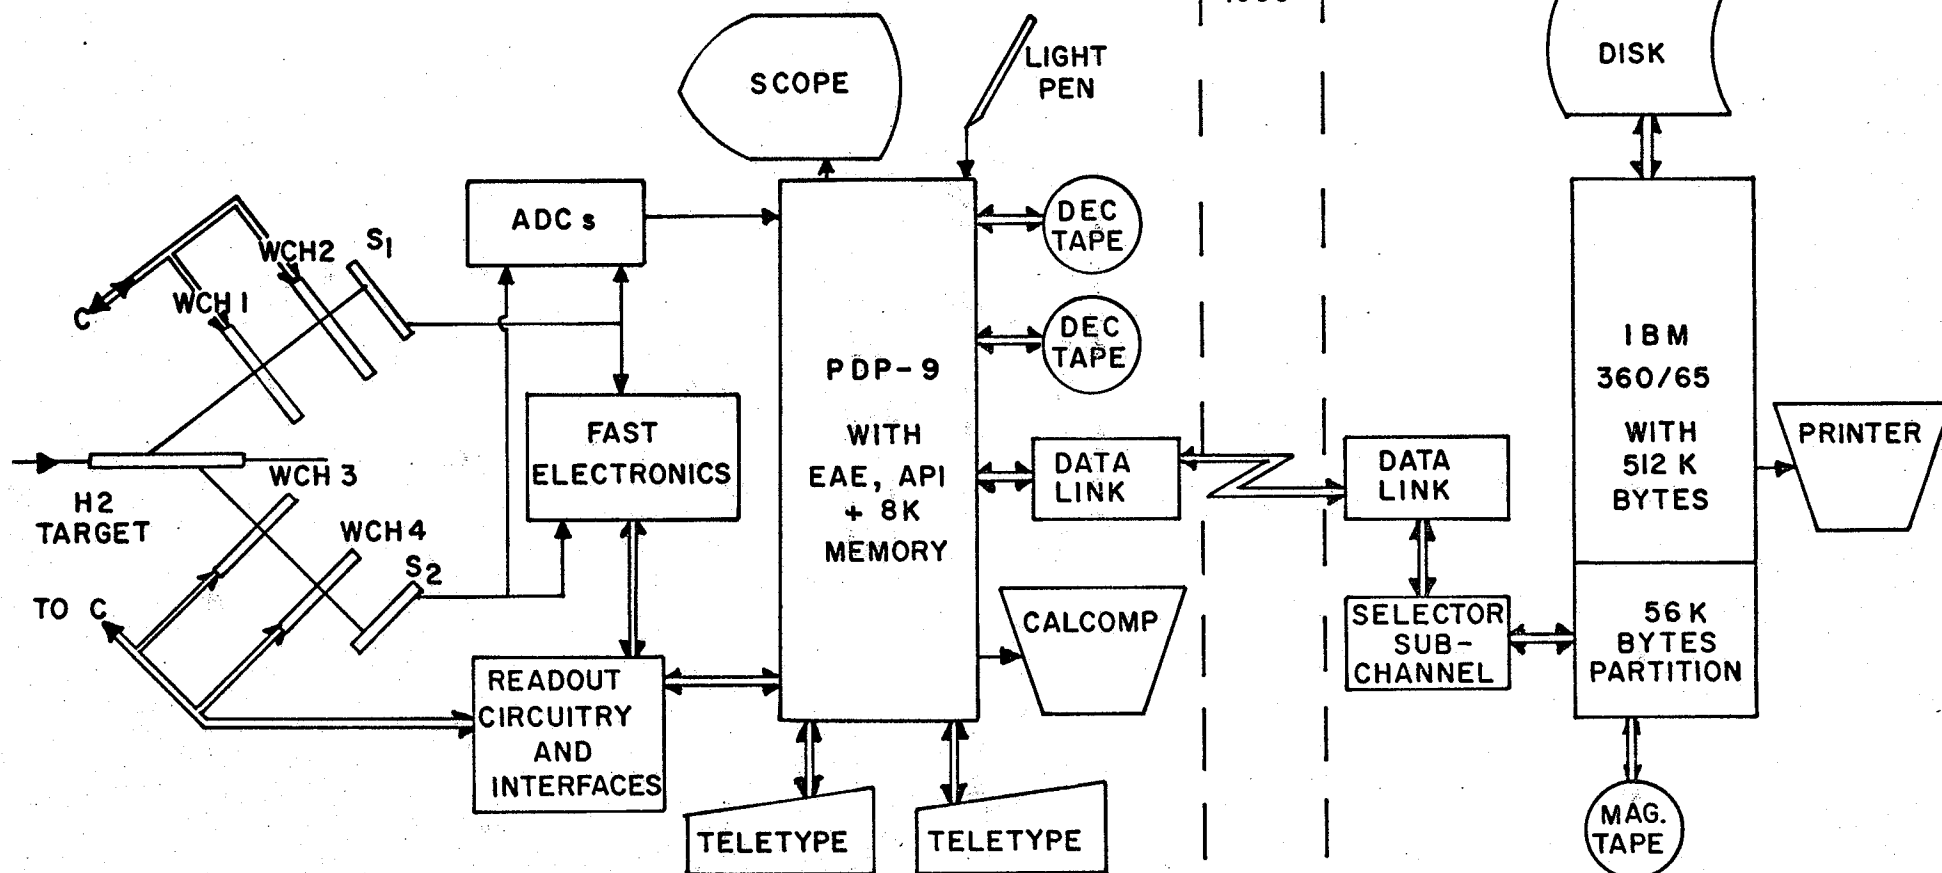 SCOPE
LIGHT
PEN
DISK
ADC s
DEC
TAPE
WCH2
S1
WCH 1
C
DEC
TAPE
PDP-9
WITH
EAE, API
+ 8K
MEMORY
IBM
360/65
WITH
512 K
BYTES
PRINTER
FAST
ELECTRONICS
H2
TARGET
WCH 3
DATA
LINK
DATA
LINK
WCH 4
S2
TO C
CALCOMP
SELECTOR
SUB-
CHANNEL
56 K
BYTES
PARTITION
READOUT
CIRCUITRY
AND
INTERFACES
TELETYPE
TELETYPE
MAG.
TAPE